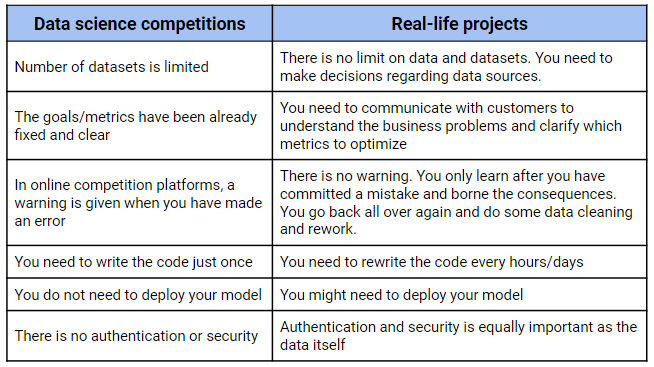 Data science competitions
Real-life projects
Number of datasets is limited
There is no limit on data and datasets. You need to
make decisions regarding data sources.
The goals/metrics have been already
fixed and clear
You need to communicate with customers to
understand the business problems and clarify which
metrics to optimize
In online competition platforms, a
warning is given when you have made
an error
There is no warning. You only learn after you have
committed a mistake and borne the consequences.
You go back all over again and do some data cleaning
and rework.
You need to write the code just once
You need to rewrite the code every hours/days
You do not need to deploy your model
You might need to deploy your model
There is no authentication or security
Authentication and security is equally important as the
data itself